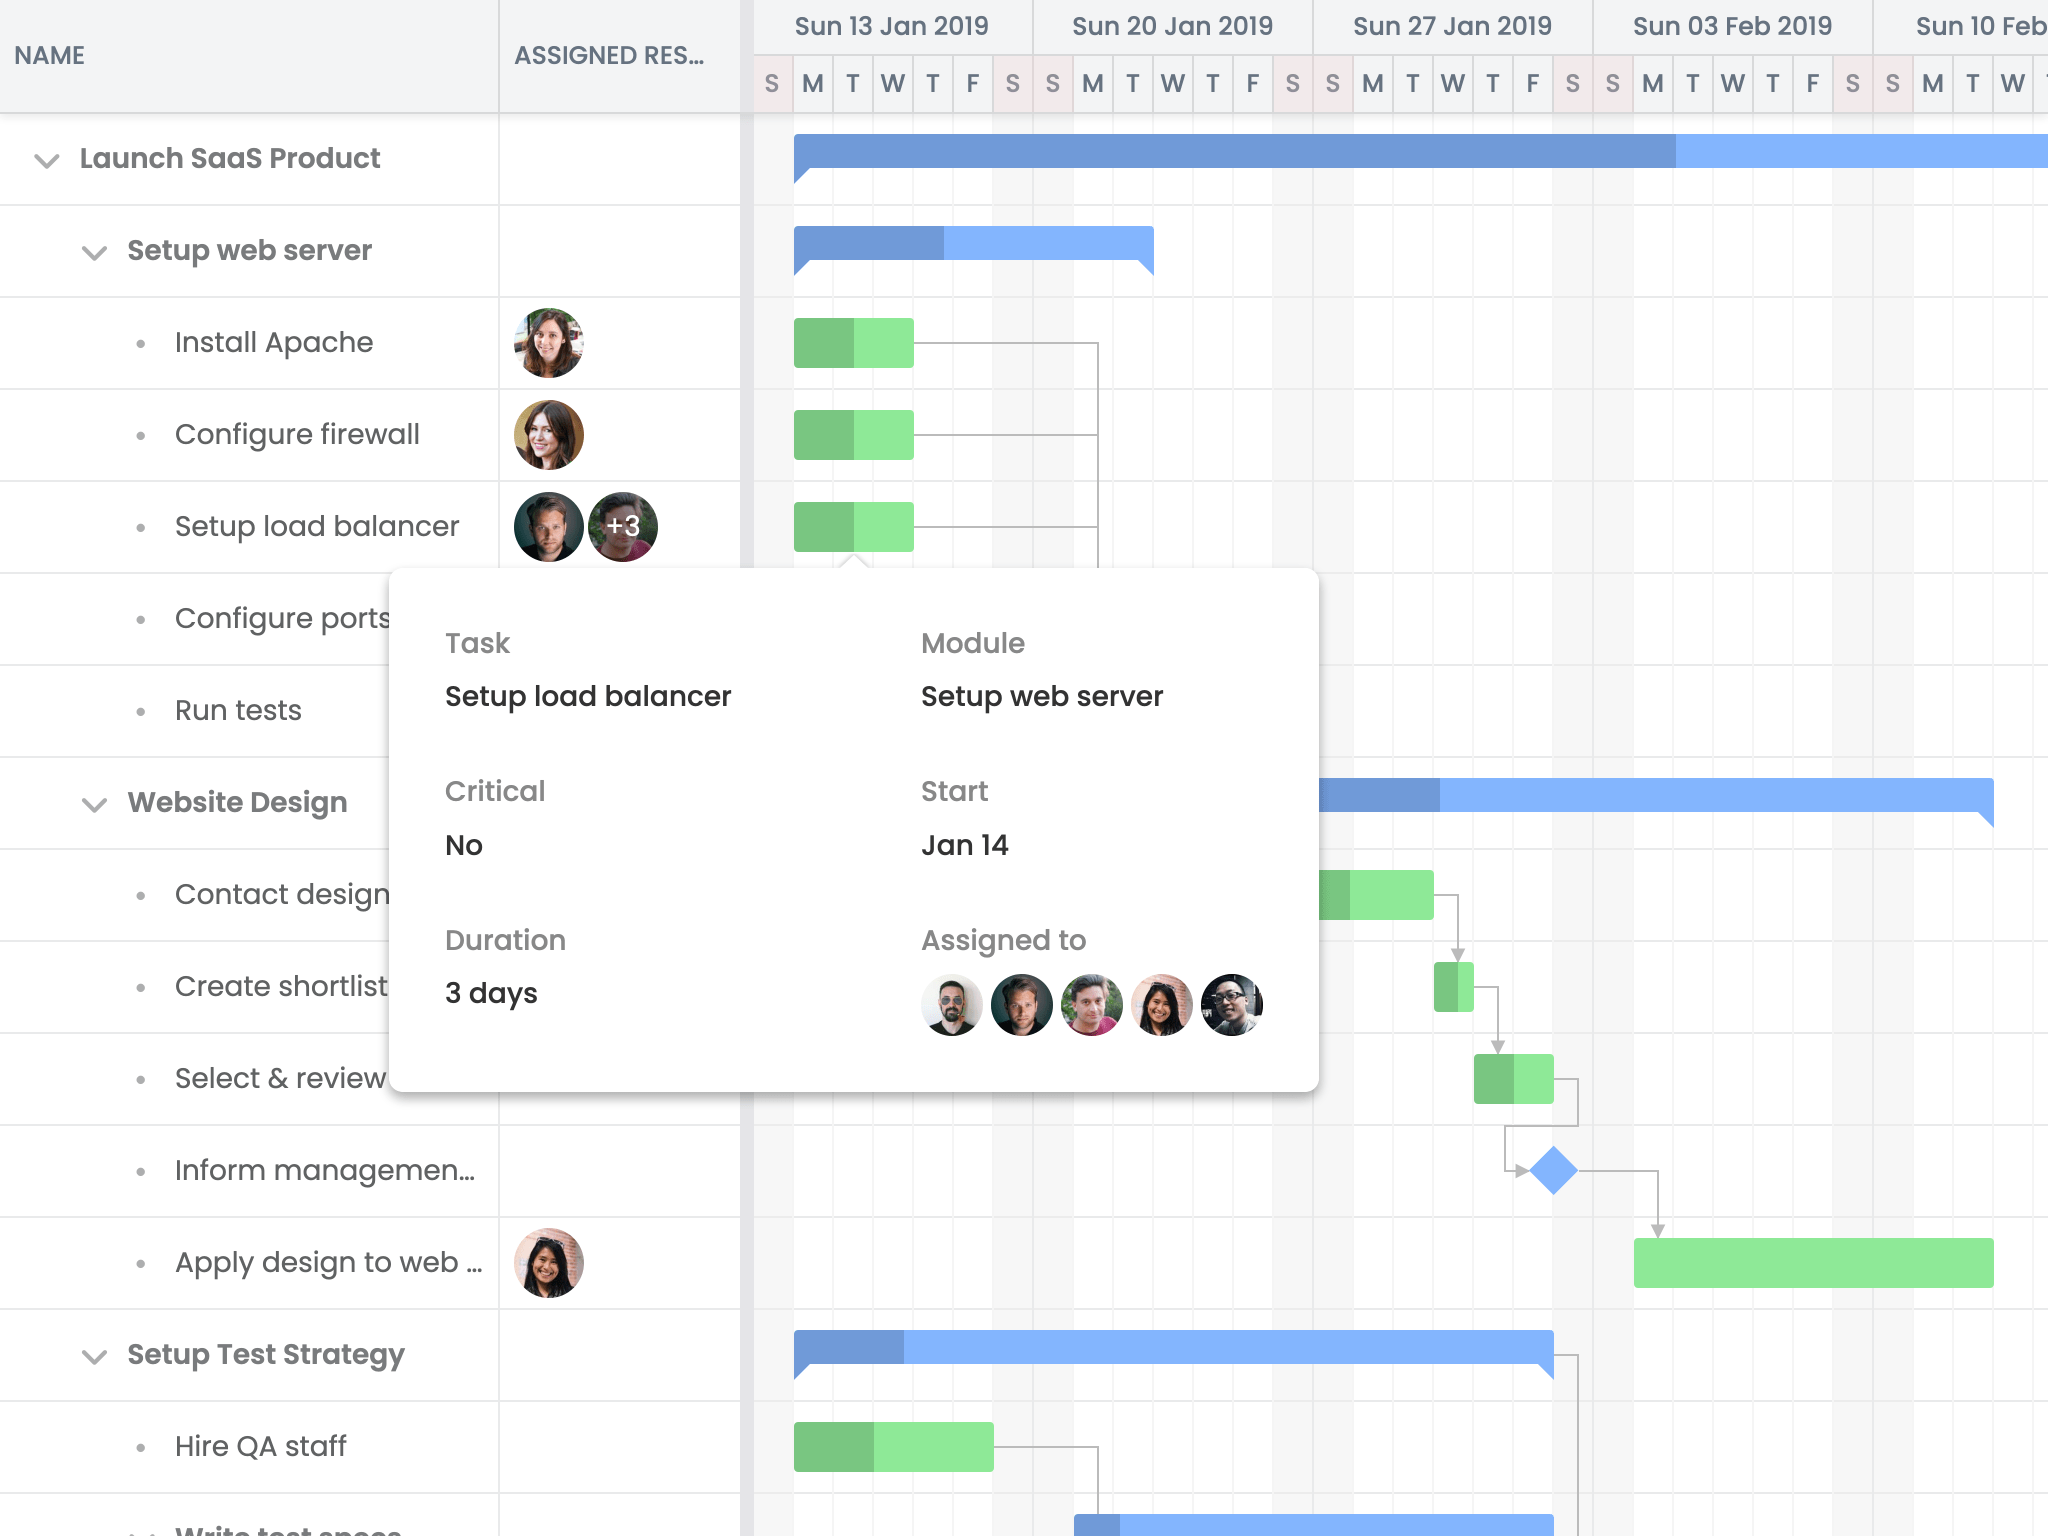 NAME
ASSIGNED RES...
Sun 13 Jan 2019
Sun 20 Jan 2019
Sun 27 Jan 2019
Sun 03 Feb 2019
Sun 10 Feb
S M T W T F S S M T W T F S S M T W T F S S M T W T F S S M T W
Launch SaaS Product
Setup web server
Install Apache
Configure firewall
Setup load balancer
+3
Configure ports
Run tests
Website Design
Contact design
Create shortlist
Select & review
Inform managemen...
Apply design to web ...
Setup Test Strategy
Hire QA staff
Write test specs
Task
Setup load balancer
Module
Setup web server
Critical
No
Start
Jan 14
Duration
3 days
Assigned to